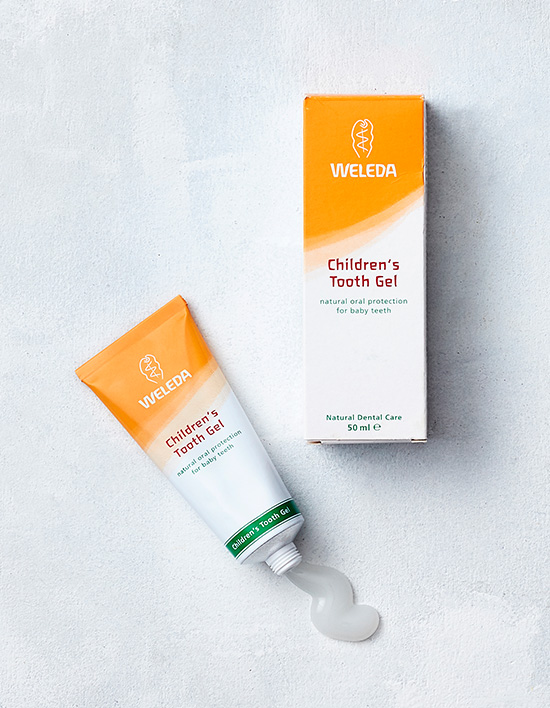 WELEDA
Children's
Tooth Gel
natural oral protection
for baby teeth
Natural Dental Care
50 ml ℮
WELEDA
Children's
Tooth Gel
natural oral protection
for baby teeth
Children's Tooth Gel